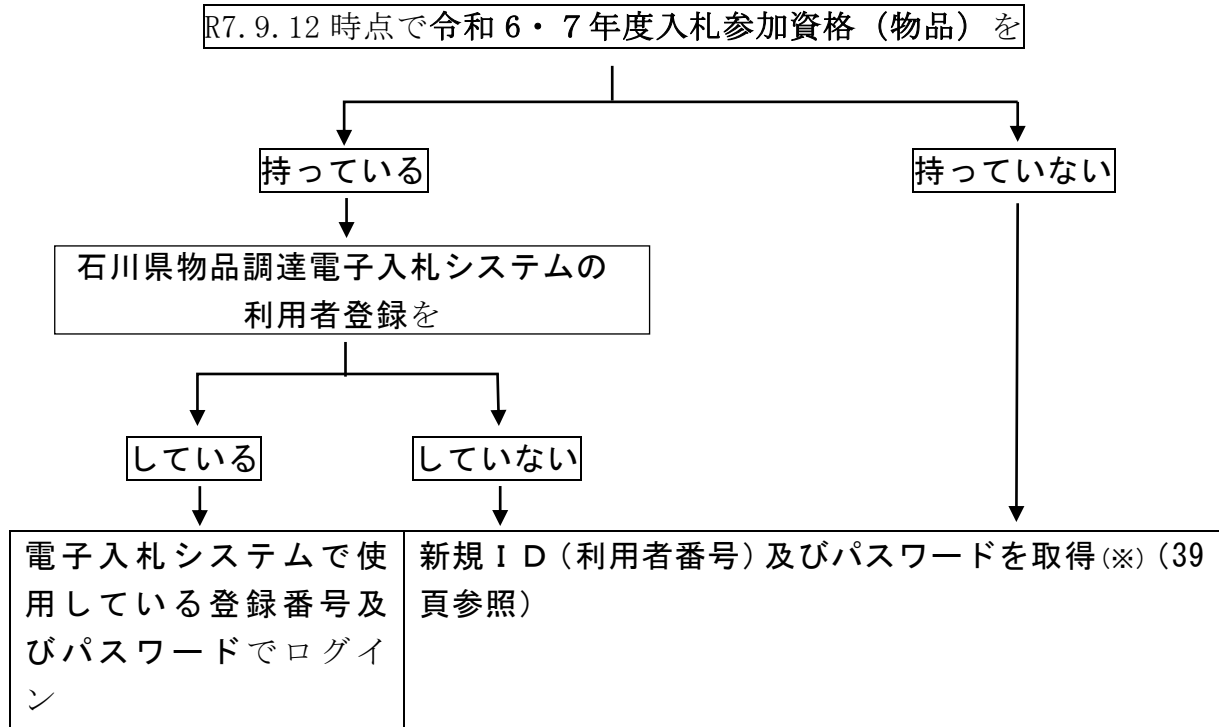 R7.9.12 時点で令和６・７年度入札参加資格（物品）を
持っている
持っていない
石川県物品調達電子入札システムの
利用者登録を
している
していない
電子入札システムで使
用している登録番号及
びパスワードでログイ
ン
新規ＩＤ（利用者番号）及びパスワードを取得(※)（39
頁参照）